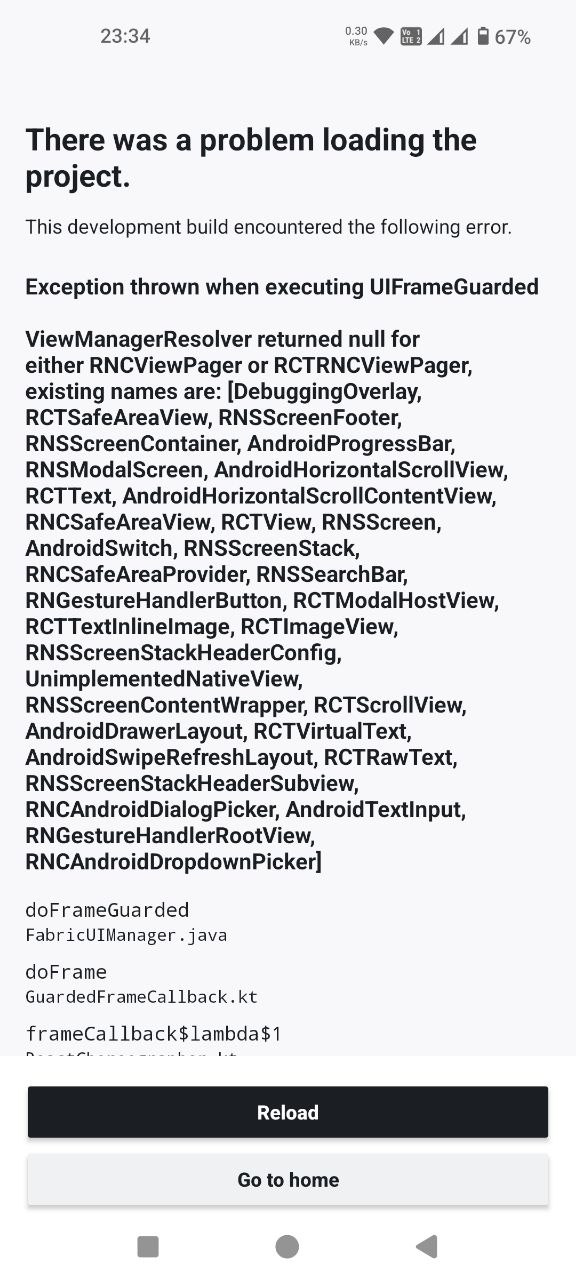 23:34
0.30
KB/s
Vo 1
LTE 2
67%
There was a problem loading the
project.
This development build encountered the following error.
Exception thrown when executing UIFrameGuarded
ViewManagerResolver returned null for
either RNCViewPager or RCTRNCViewPager,
existing names are: [DebuggingOverlay,
RCTSafeAreaView, RNSScreenFooter,
RNSScreenContainer, AndroidProgressBar,
RNSModalScreen, AndroidHorizontalScrollView,
RCTText, AndroidHorizontalScrollContentView,
RNCSafeAreaView, RCTView, RNSScreen,
AndroidSwitch, RNSScreenStack,
RNCSafeAreaProvider, RNSSearchBar,
RNGestureHandlerButton, RCTModalHostView,
RCTTextInlineImage, RCTImageView,
RNSScreenStackHeaderConfig,
UnimplementedNativeView,
RNSScreenContentWrapper, RCTScrollView,
AndroidDrawerLayout, RCTVirtualText,
AndroidSwipeRefreshLayout, RCTRawText,
RNSScreenStackHeaderSubview,
RNCAndroidDialogPicker, AndroidTextInput,
RNGestureHandlerRootView,
RNCAndroidDropdownPicker]
doFrameGuarded
FabricUIManager.java
doFrame
GuardedFrameCallback.kt
frameCallback$lambda$1
Reload
Go to home